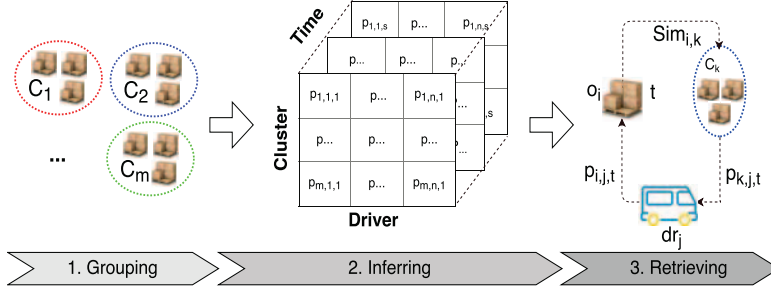 C1
C2
...
Cm
Time
Cluster
Driver
p1,1,s p... p1,n,s
p... p... p...
p1,1,1 p... p1,n,1
p... p... p...
pm,1,1 p... pm,n,1
p...
,s
Simi,k
oi t
Ck
pi,j,t
pk,j,t
drj
1. Grouping
2. Inferring
3. Retrieving